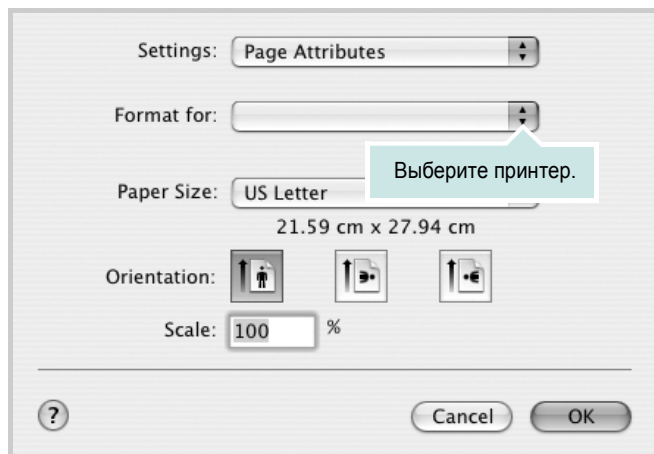 Settings: Page Attributes
Format for:
Выберите принтер.
Paper Size: US Letter
21.59 cm x 27.94 cm
Orientation:
Scale: 100 %
? Cancel OK